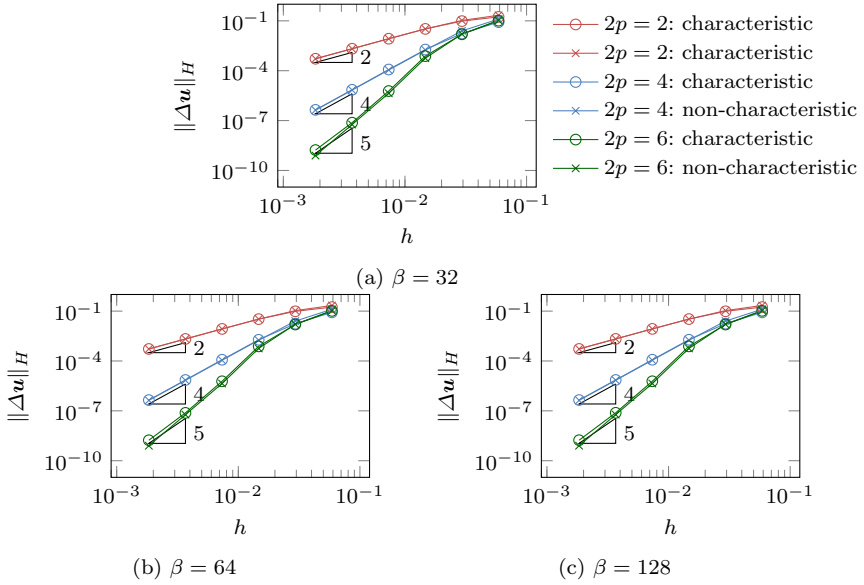 10^−1
10^−4
10^−7
10^−10
‖Δu‖_H
2
4
5
10^−3 10^−2 10^−1
h
2p = 2: characteristic
2p = 2: characteristic
2p = 4: characteristic
2p = 4: non-characteristic
2p = 6: characteristic
2p = 6: non-characteristic
(a) β = 32
10^−1
10^−4
10^−7
10^−10
‖Δu‖_H
2
4
5
10^−3 10^−2 10^−1
h
(b) β = 64
10^−1
10^−4
10^−7
10^−10
‖Δu‖_H
2
4
5
10^−3 10^−2 10^−1
h
(c) β = 128